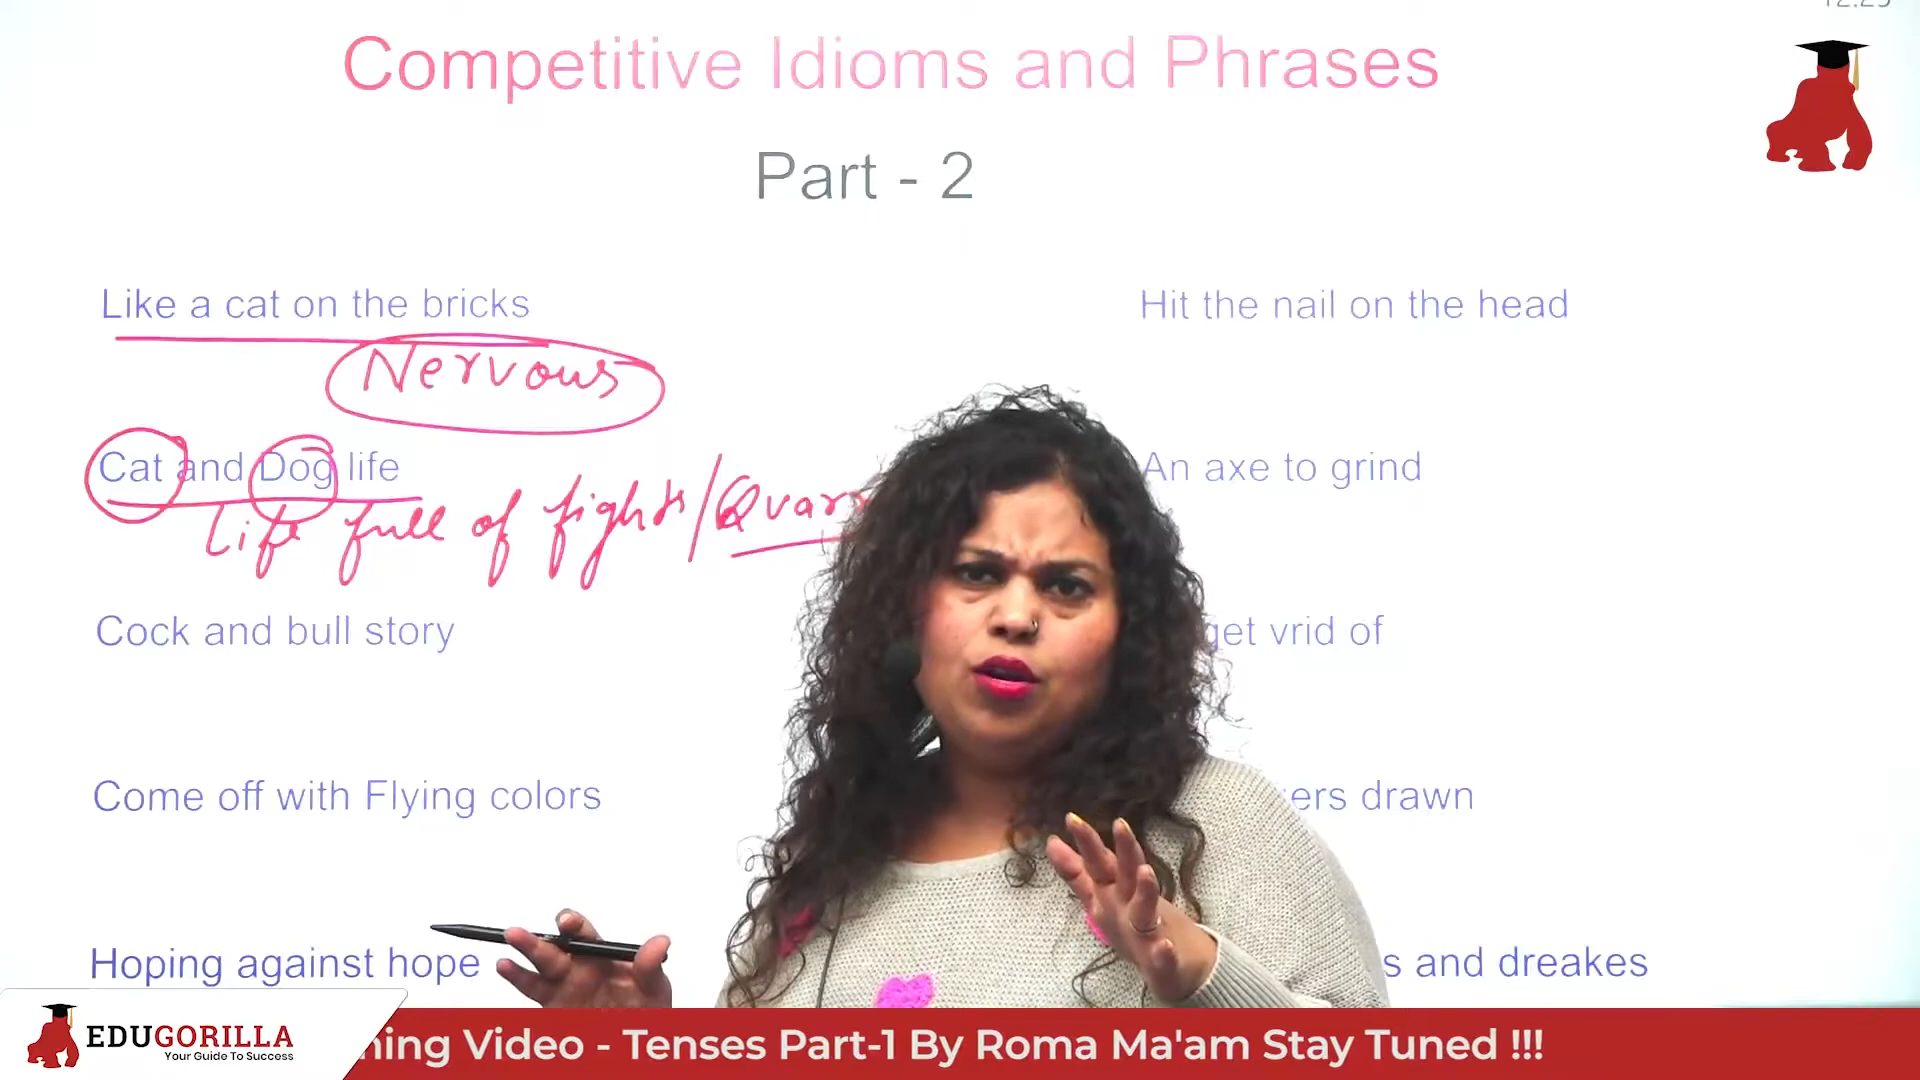 Competitive Idioms and Phrases
Part - 2
Like a cat on the bricks
Nervous
Cat and Dog life
Life full of fights/Quarr
Cock and bull story
Come off with Flying colors
Hoping against hope
Hit the nail on the head
An axe to grind
get vrid of
ers drawn
s and dreakes
EDUGORILLA
Your Guide To Success
ning Video - Tenses Part-1 By Roma Ma'am Stay Tuned !!!